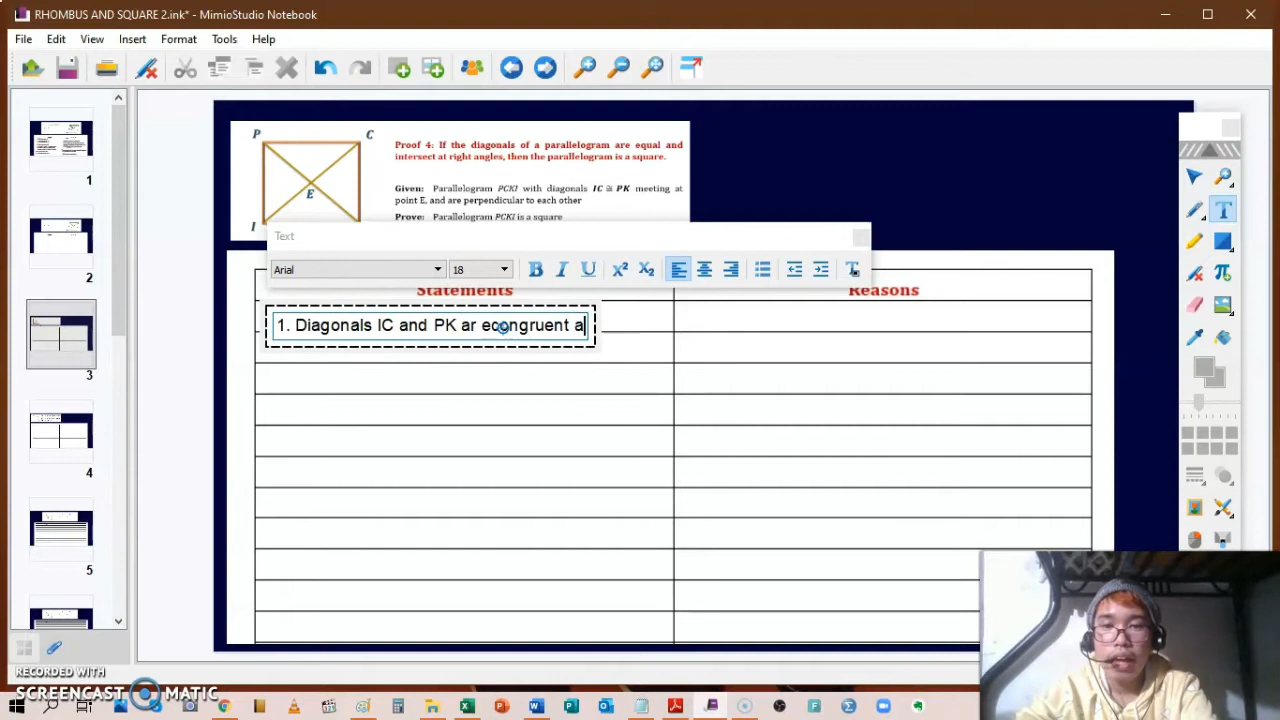 RHOMBUS AND SQUARE 2.ink* - MimioStudio Notebook
File Edit View Insert Format Tools Help
1
2
3
4
5
P
C
E
I
Proof 4: If the diagonals of a parallelogram are equal and
intersect at right angles, then the parallelogram is a square.
Given: Parallelogram PCKI with diagonals IC ≅ PK meeting at
point E, and are perpendicular to each other
Prove: Parallelogram PCKI is a square
Text
Arial 18
Statements Reasons
1. Diagonals IC and PK ar econgruent a
RECORDED WITH
SCREENCAST MATIC